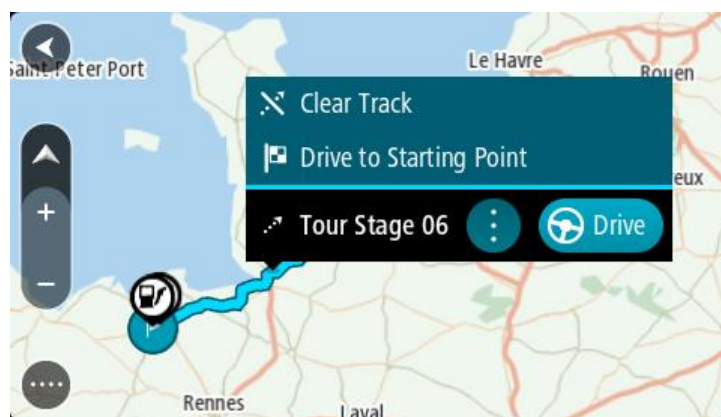 Le Havre
Saint Peter Port
Rouen
Clear Track
Drive to Starting Point
eux
Tour Stage 06
Drive
Rennes
Laval